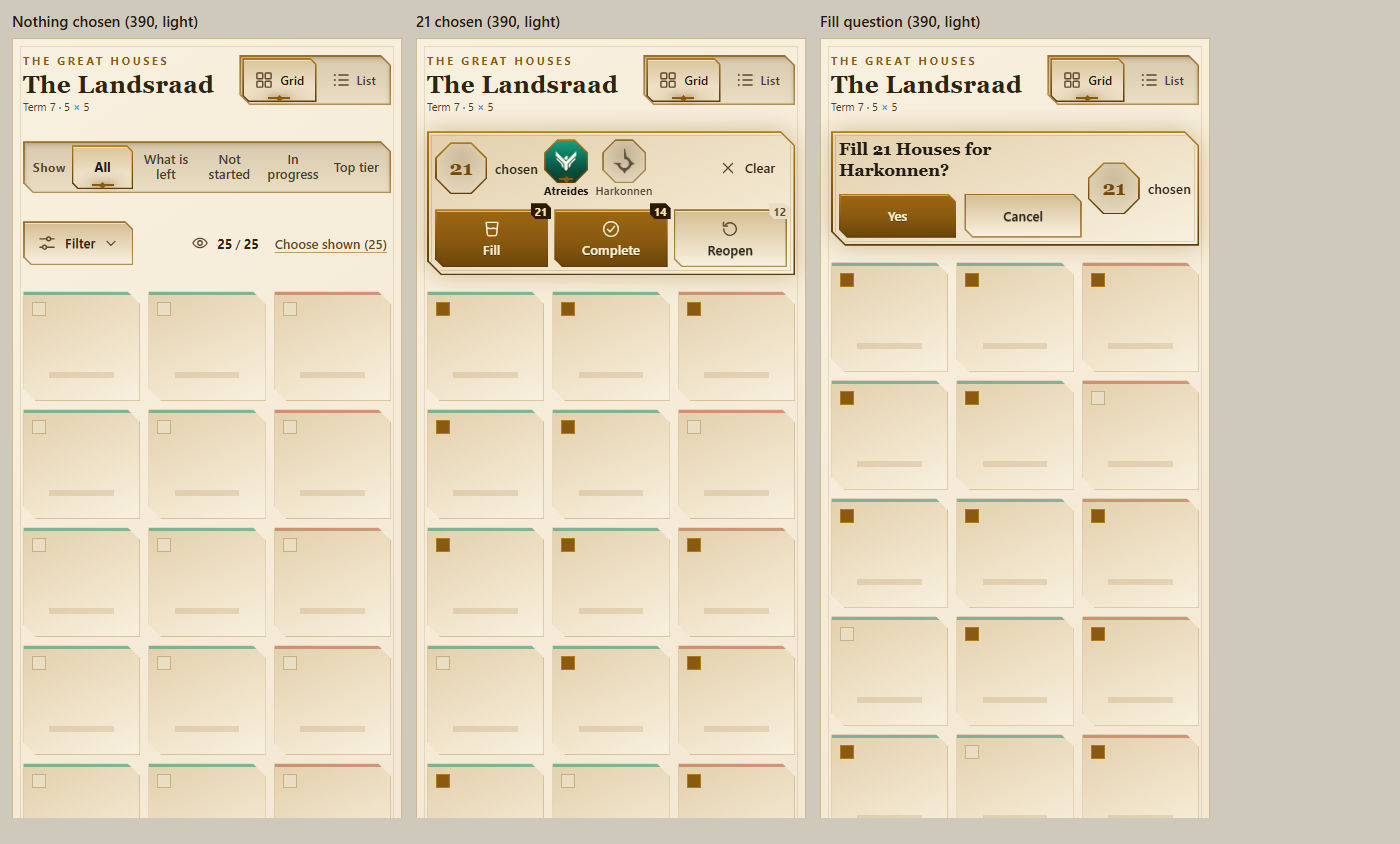 Nothing chosen (390, light)
THE GREAT HOUSES
The Landsraad
Term 7 · 5 × 5
Grid
List
Show
All
What is left
Not started
In progress
Top tier
Filter
25 / 25
Choose shown (25)
21 chosen (390, light)
THE GREAT HOUSES
The Landsraad
Term 7 · 5 × 5
Grid
List
21
chosen
Atreides
Harkonnen
Clear
21
Fill
14
Complete
12
Reopen
Fill question (390, light)
THE GREAT HOUSES
The Landsraad
Term 7 · 5 × 5
Grid
List
Fill 21 Houses for
Harkonnen?
21
chosen
Yes
Cancel